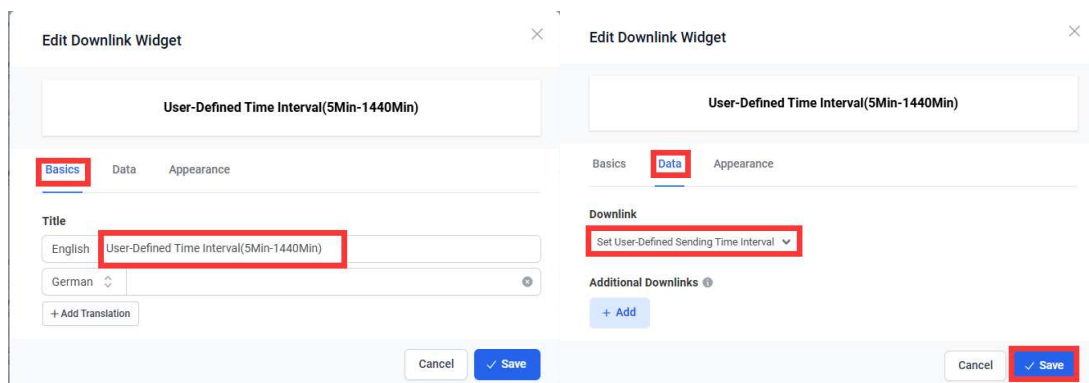 Edit Downlink Widget
User-Defined Time Interval(5Min-1440Min)
Basics Data Appearance
Title
English User-Defined Time Interval(5Min-1440Min)
German
+ Add Translation
Cancel Save
Edit Downlink Widget
User-Defined Time Interval(5Min-1440Min)
Basics Data Appearance
Downlink
Set User-Defined Sending Time Interval
Additional Downlinks
+ Add
Cancel Save